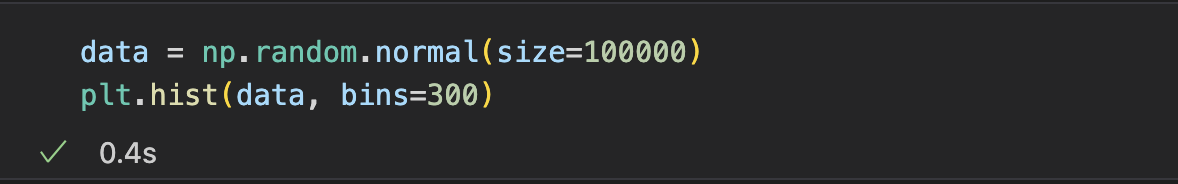 data = np.random.normal(size=100000)
plt.hist(data, bins=300)
✓ 0.4s